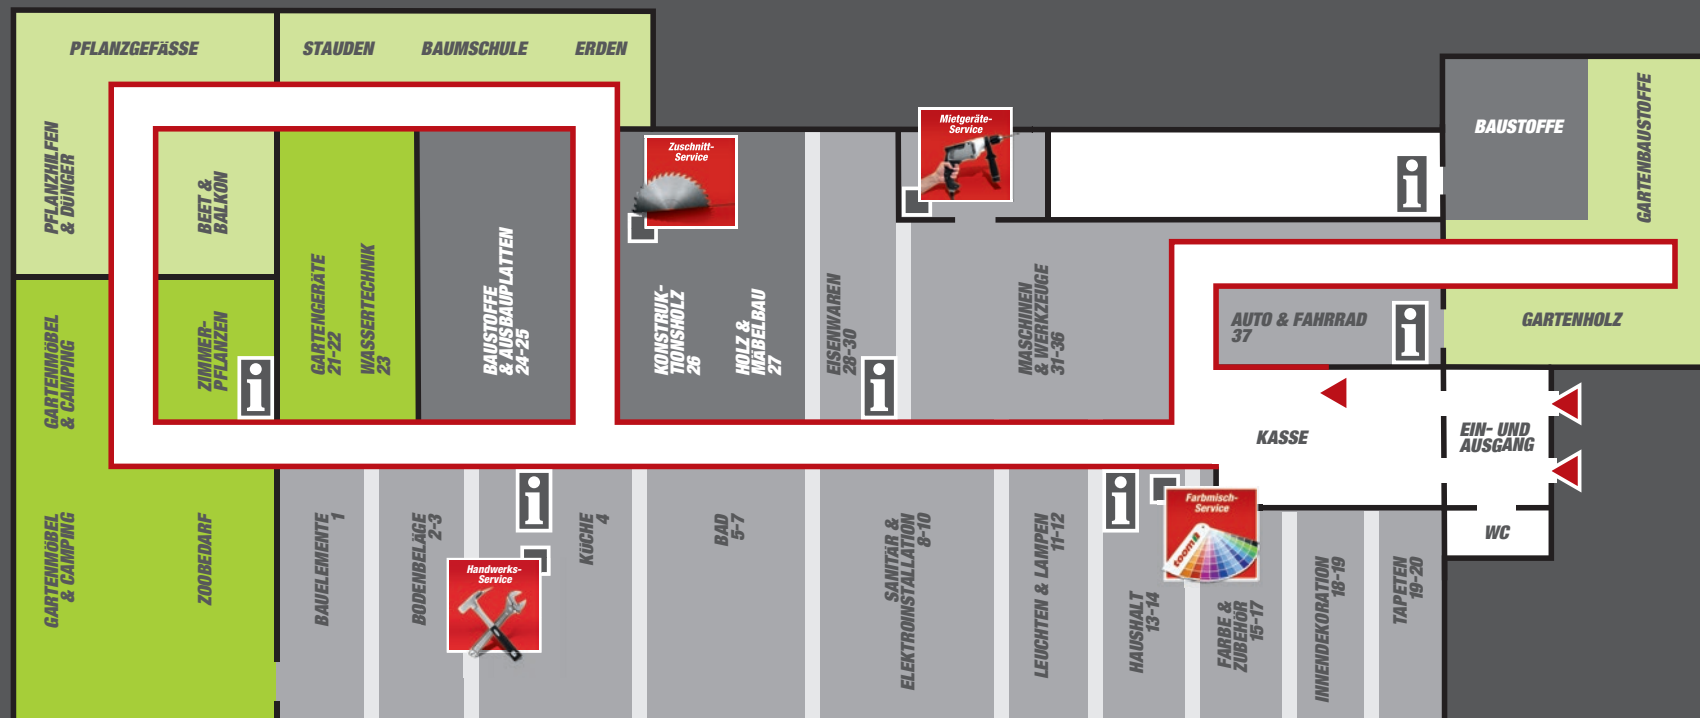 PFLANZGEFÄSSE
STAUDEN
BAUMSCHULE
ERDEN
PFLANZHILFEN
& DÜNGER
BEET &
BALKON
Zuschnitt-
Service
Mietgeräte-
Service
BAUSTOFFE
GARTENBAUSTOFFE
GARTENMÖBEL
& CAMPING
ZIMMER-
PFLANZEN
GARTENGERÄTE
21-22
WASSERTECHNIK
23
BAUSTOFFE
& AUSBAUPLATTEN
24-25
KONSTRUK-
TIONSHOLZ
26
HOLZ &
MÄBELBAU
27
EISENWAREN
28-30
MASCHINEN
& WERKZEUGE
31-36
AUTO & FAHRRAD
37
GARTENHOLZ
KASSE
EIN- UND
AUSGANG
WC
GARTENMÖBEL
& CAMPING
ZOOBEDARF
BAUELEMENTE
1
BODENBELÄGE
2-3
Handwerks-
Service
KÜCHE
4
BAD
5-7
SANITÄR &
ELEKTROINSTALLATION
8-10
LEUCHTEN & LAMPEN
11-12
HAUSHALT
13-14
Farbmisch-
Service
toom
FARBE &
ZUBEHÖR
15-17
INNENDEKORATION
18-19
TAPETEN
19-20
i
i
i
i
i
i